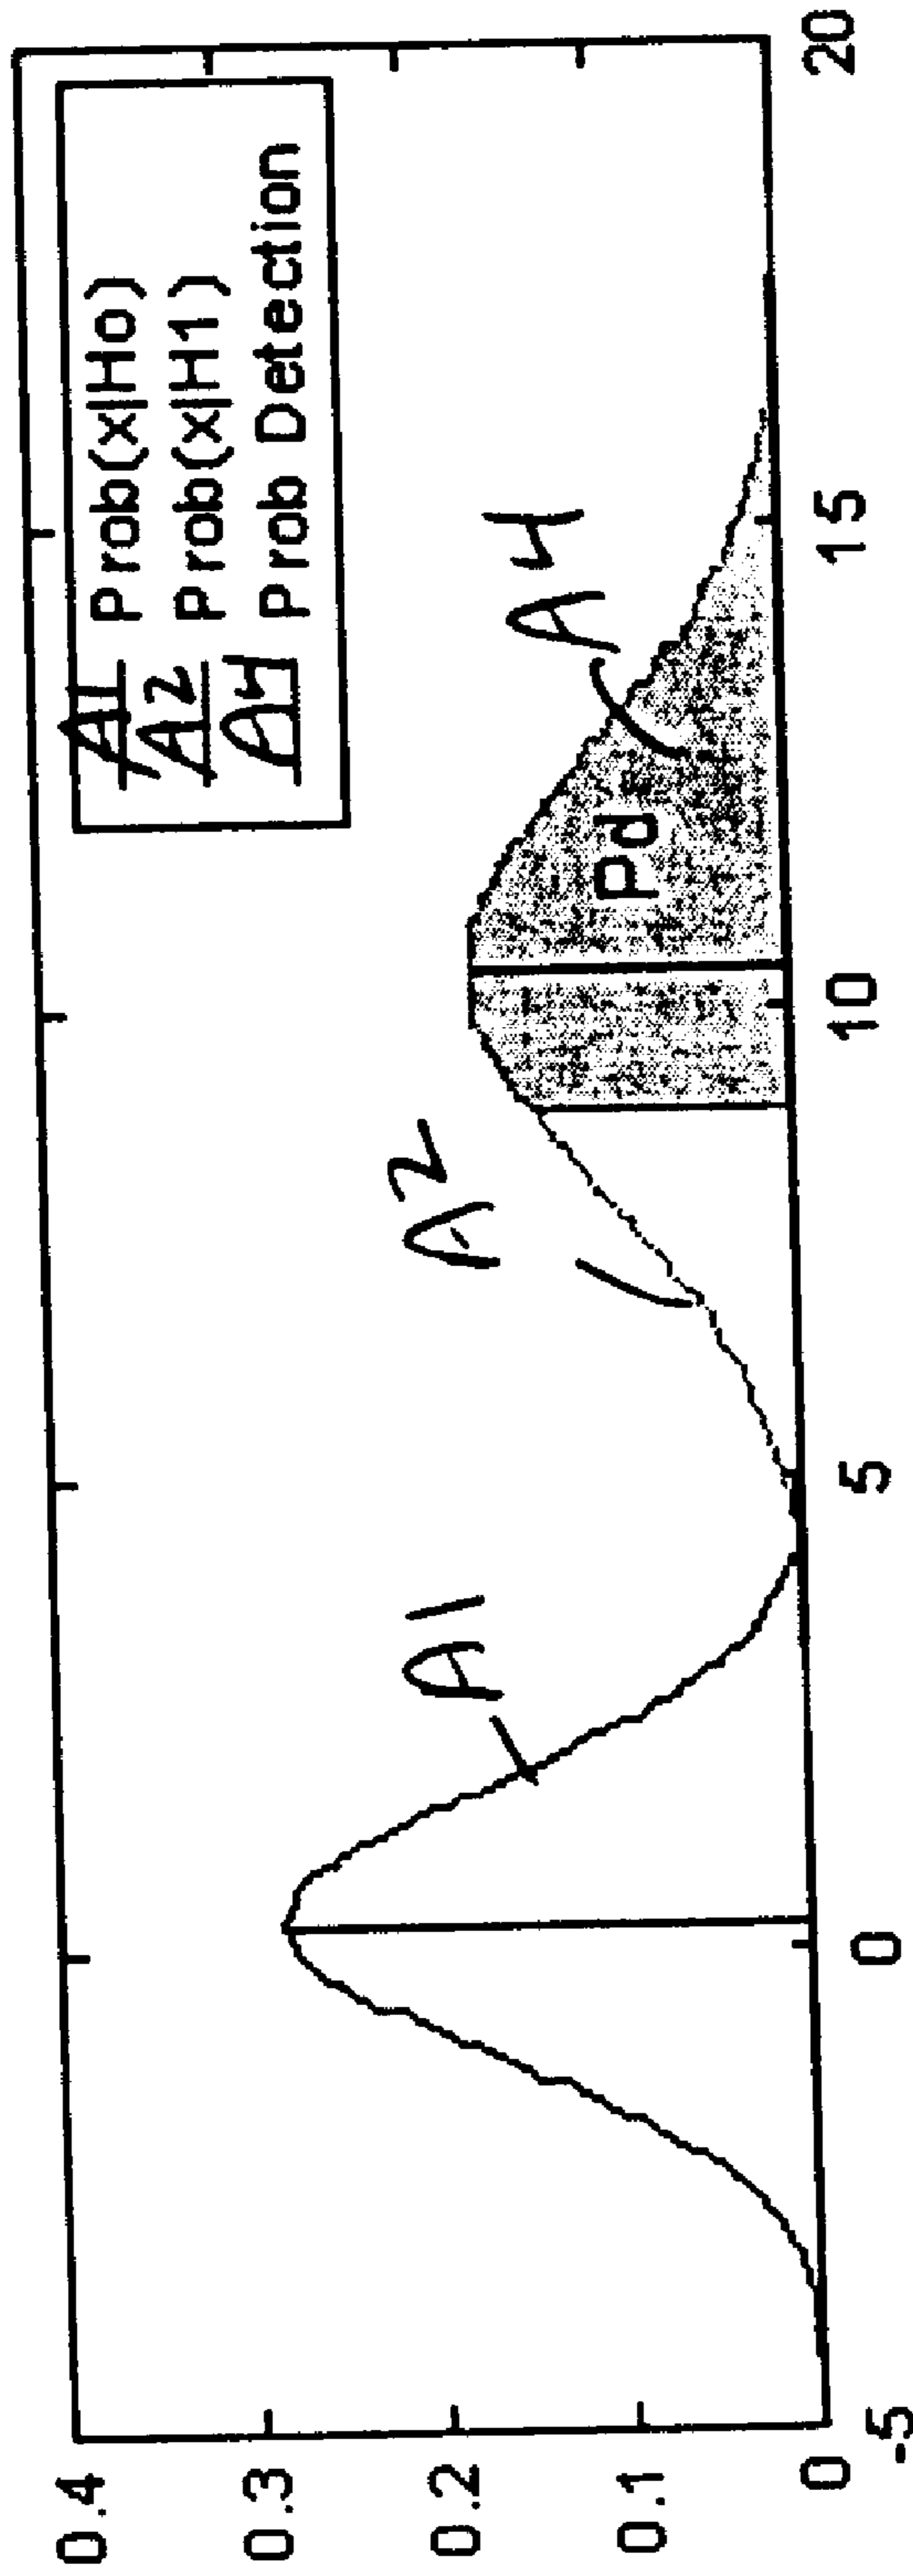 0.4
0.3
0.2
0.1
0
-5
0
5
10
15
20
A1 Prob(x|Ho)
A2 Prob(x|H1)
A4 Prob Detection
A1
A2
A4
Pd